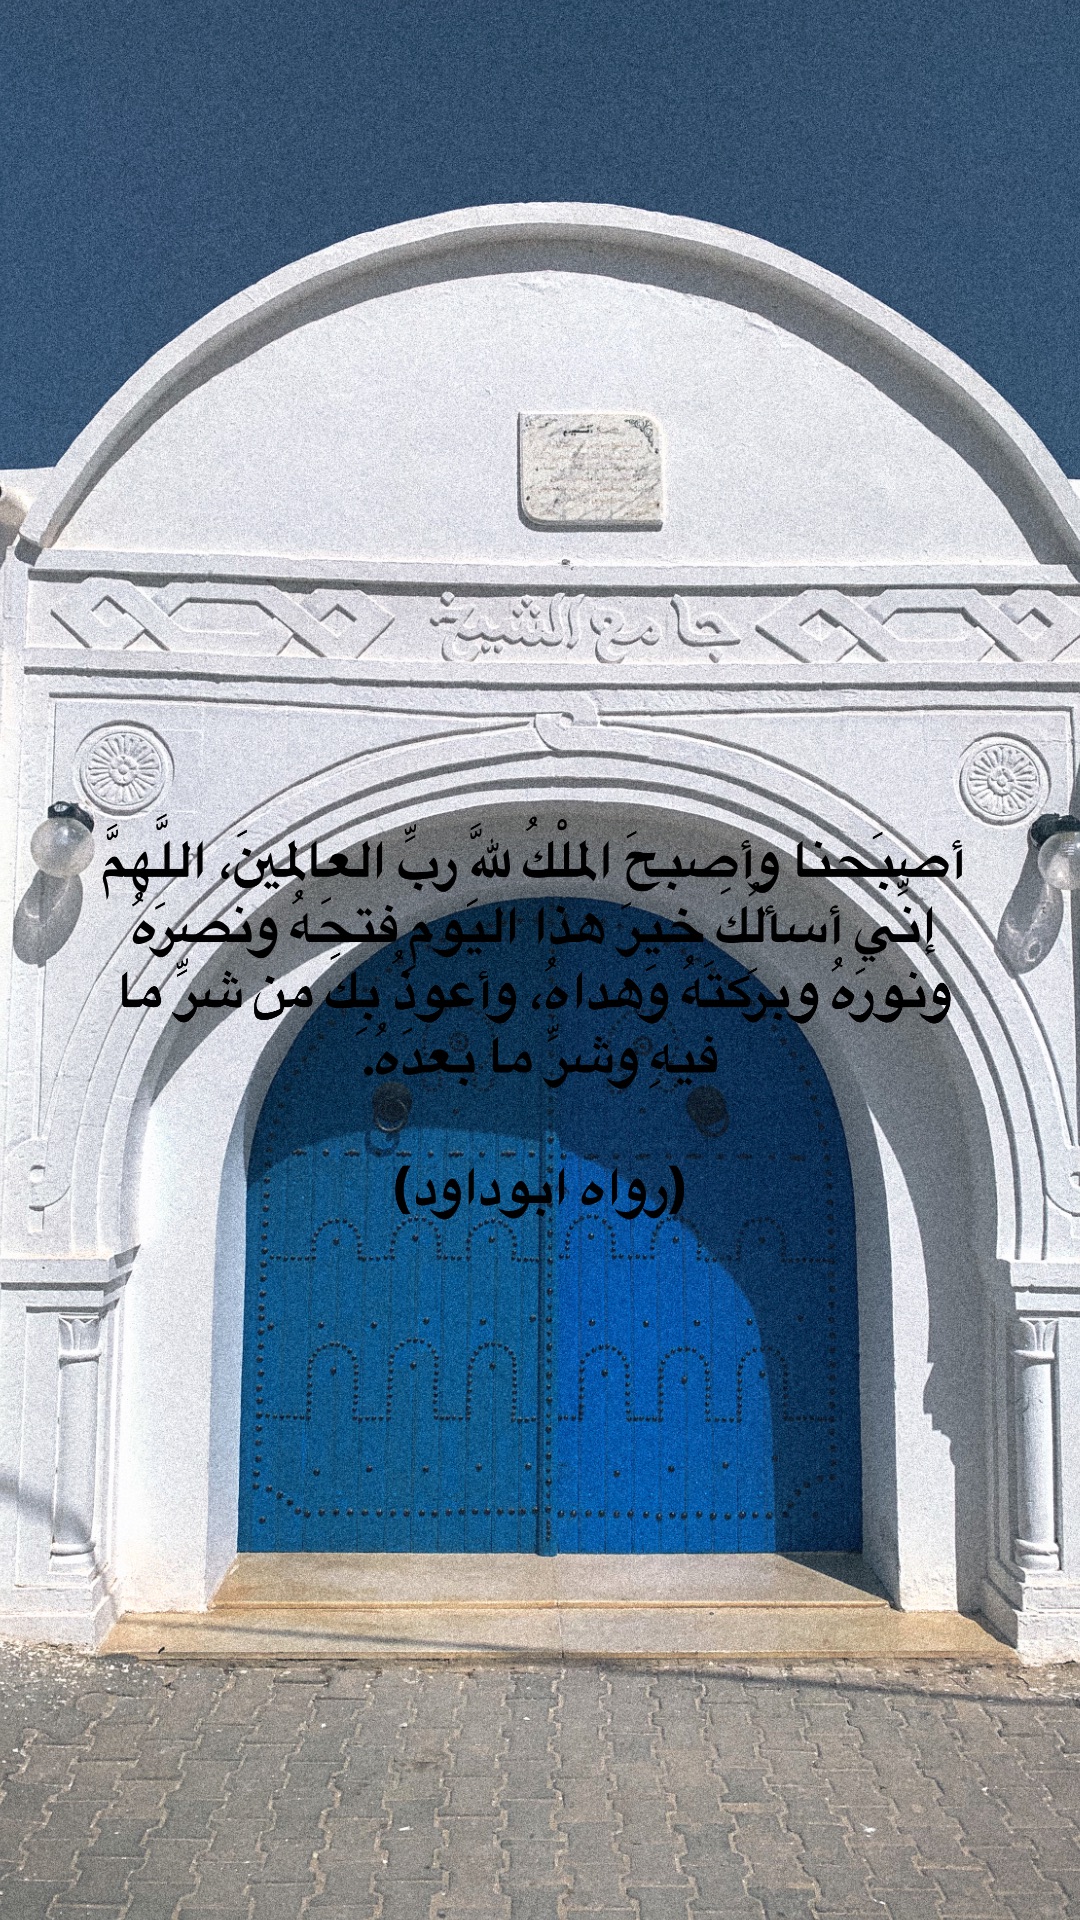 جامع الشيخ
أصبَحنا وأصبحَ الملْكُ للهَّ ربِّ العالمينَ، اللَّهمَّ
إنِّي أسألُكَ خيرَ هذا اليَومِ فتحَهُ ونصرَهُ
ونورَهُ وبرَكتَهُ وَهداهُ، وأعوذُ بِكَ من شرِّ ما
فيهِ وشرِّ ما بعدَهُ.
(رواه ابوداود)